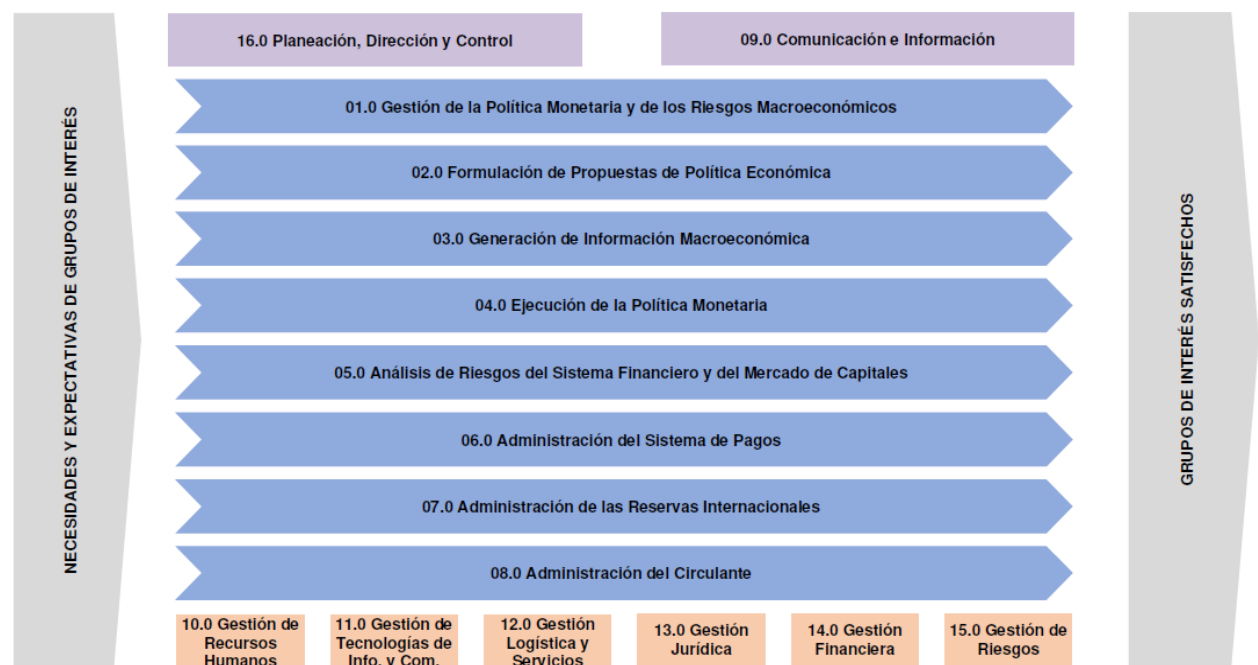 NECESIDADES Y EXPECTATIVAS DE GRUPOS DE INTERÉS
16.0 Planeación, Dirección y Control
09.0 Comunicación e Información
01.0 Gestión de la Política Monetaria y de los Riesgos Macroeconómicos
02.0 Formulación de Propuestas de Política Económica
03.0 Generación de Información Macroeconómica
04.0 Ejecución de la Política Monetaria
05.0 Análisis de Riesgos del Sistema Financiero y del Mercado de Capitales
06.0 Administración del Sistema de Pagos
07.0 Administración de las Reservas Internacionales
08.0 Administración del Circulante
10.0 Gestión de
Recursos
Humanos
11.0 Gestión de
Tecnologías de
Info. y Com.
12.0 Gestión
Logística y
Servicios
13.0 Gestión
Jurídica
14.0 Gestión
Financiera
15.0 Gestión de
Riesgos
GRUPOS DE INTERÉS SATISFECHOS